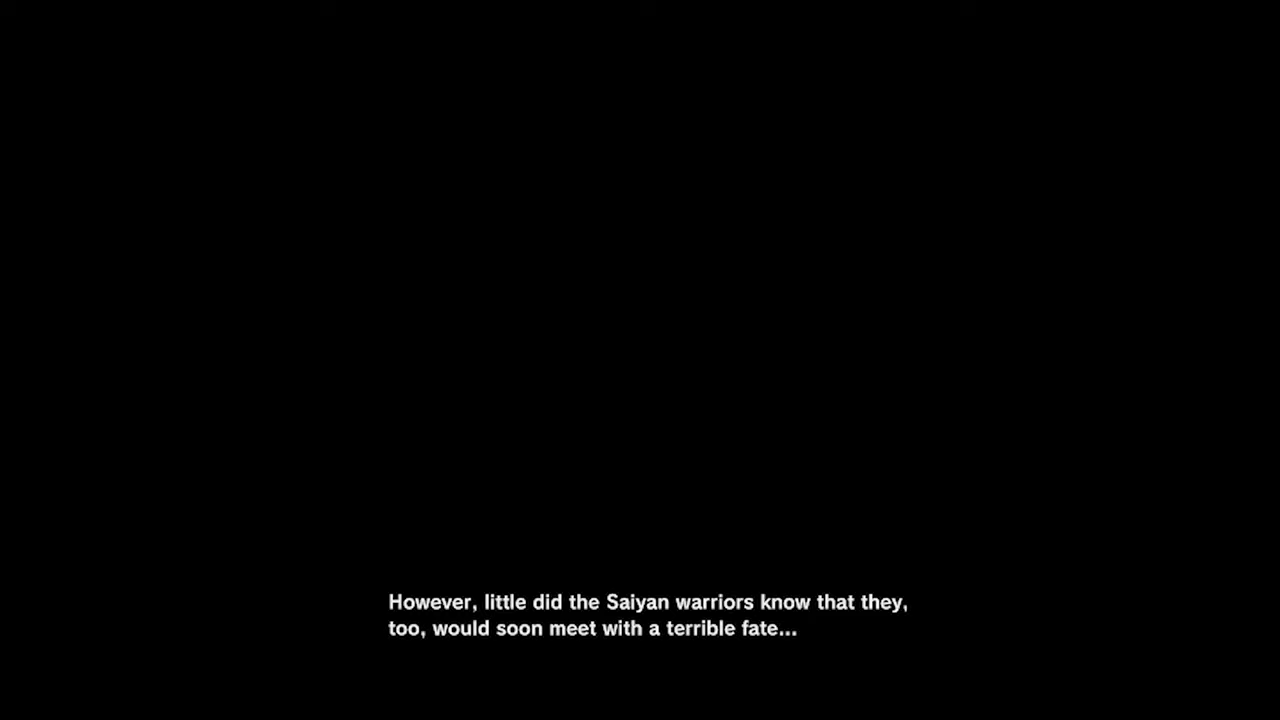 However, little did the Saiyan warriors know that they,
too, would soon meet with a terrible fate...